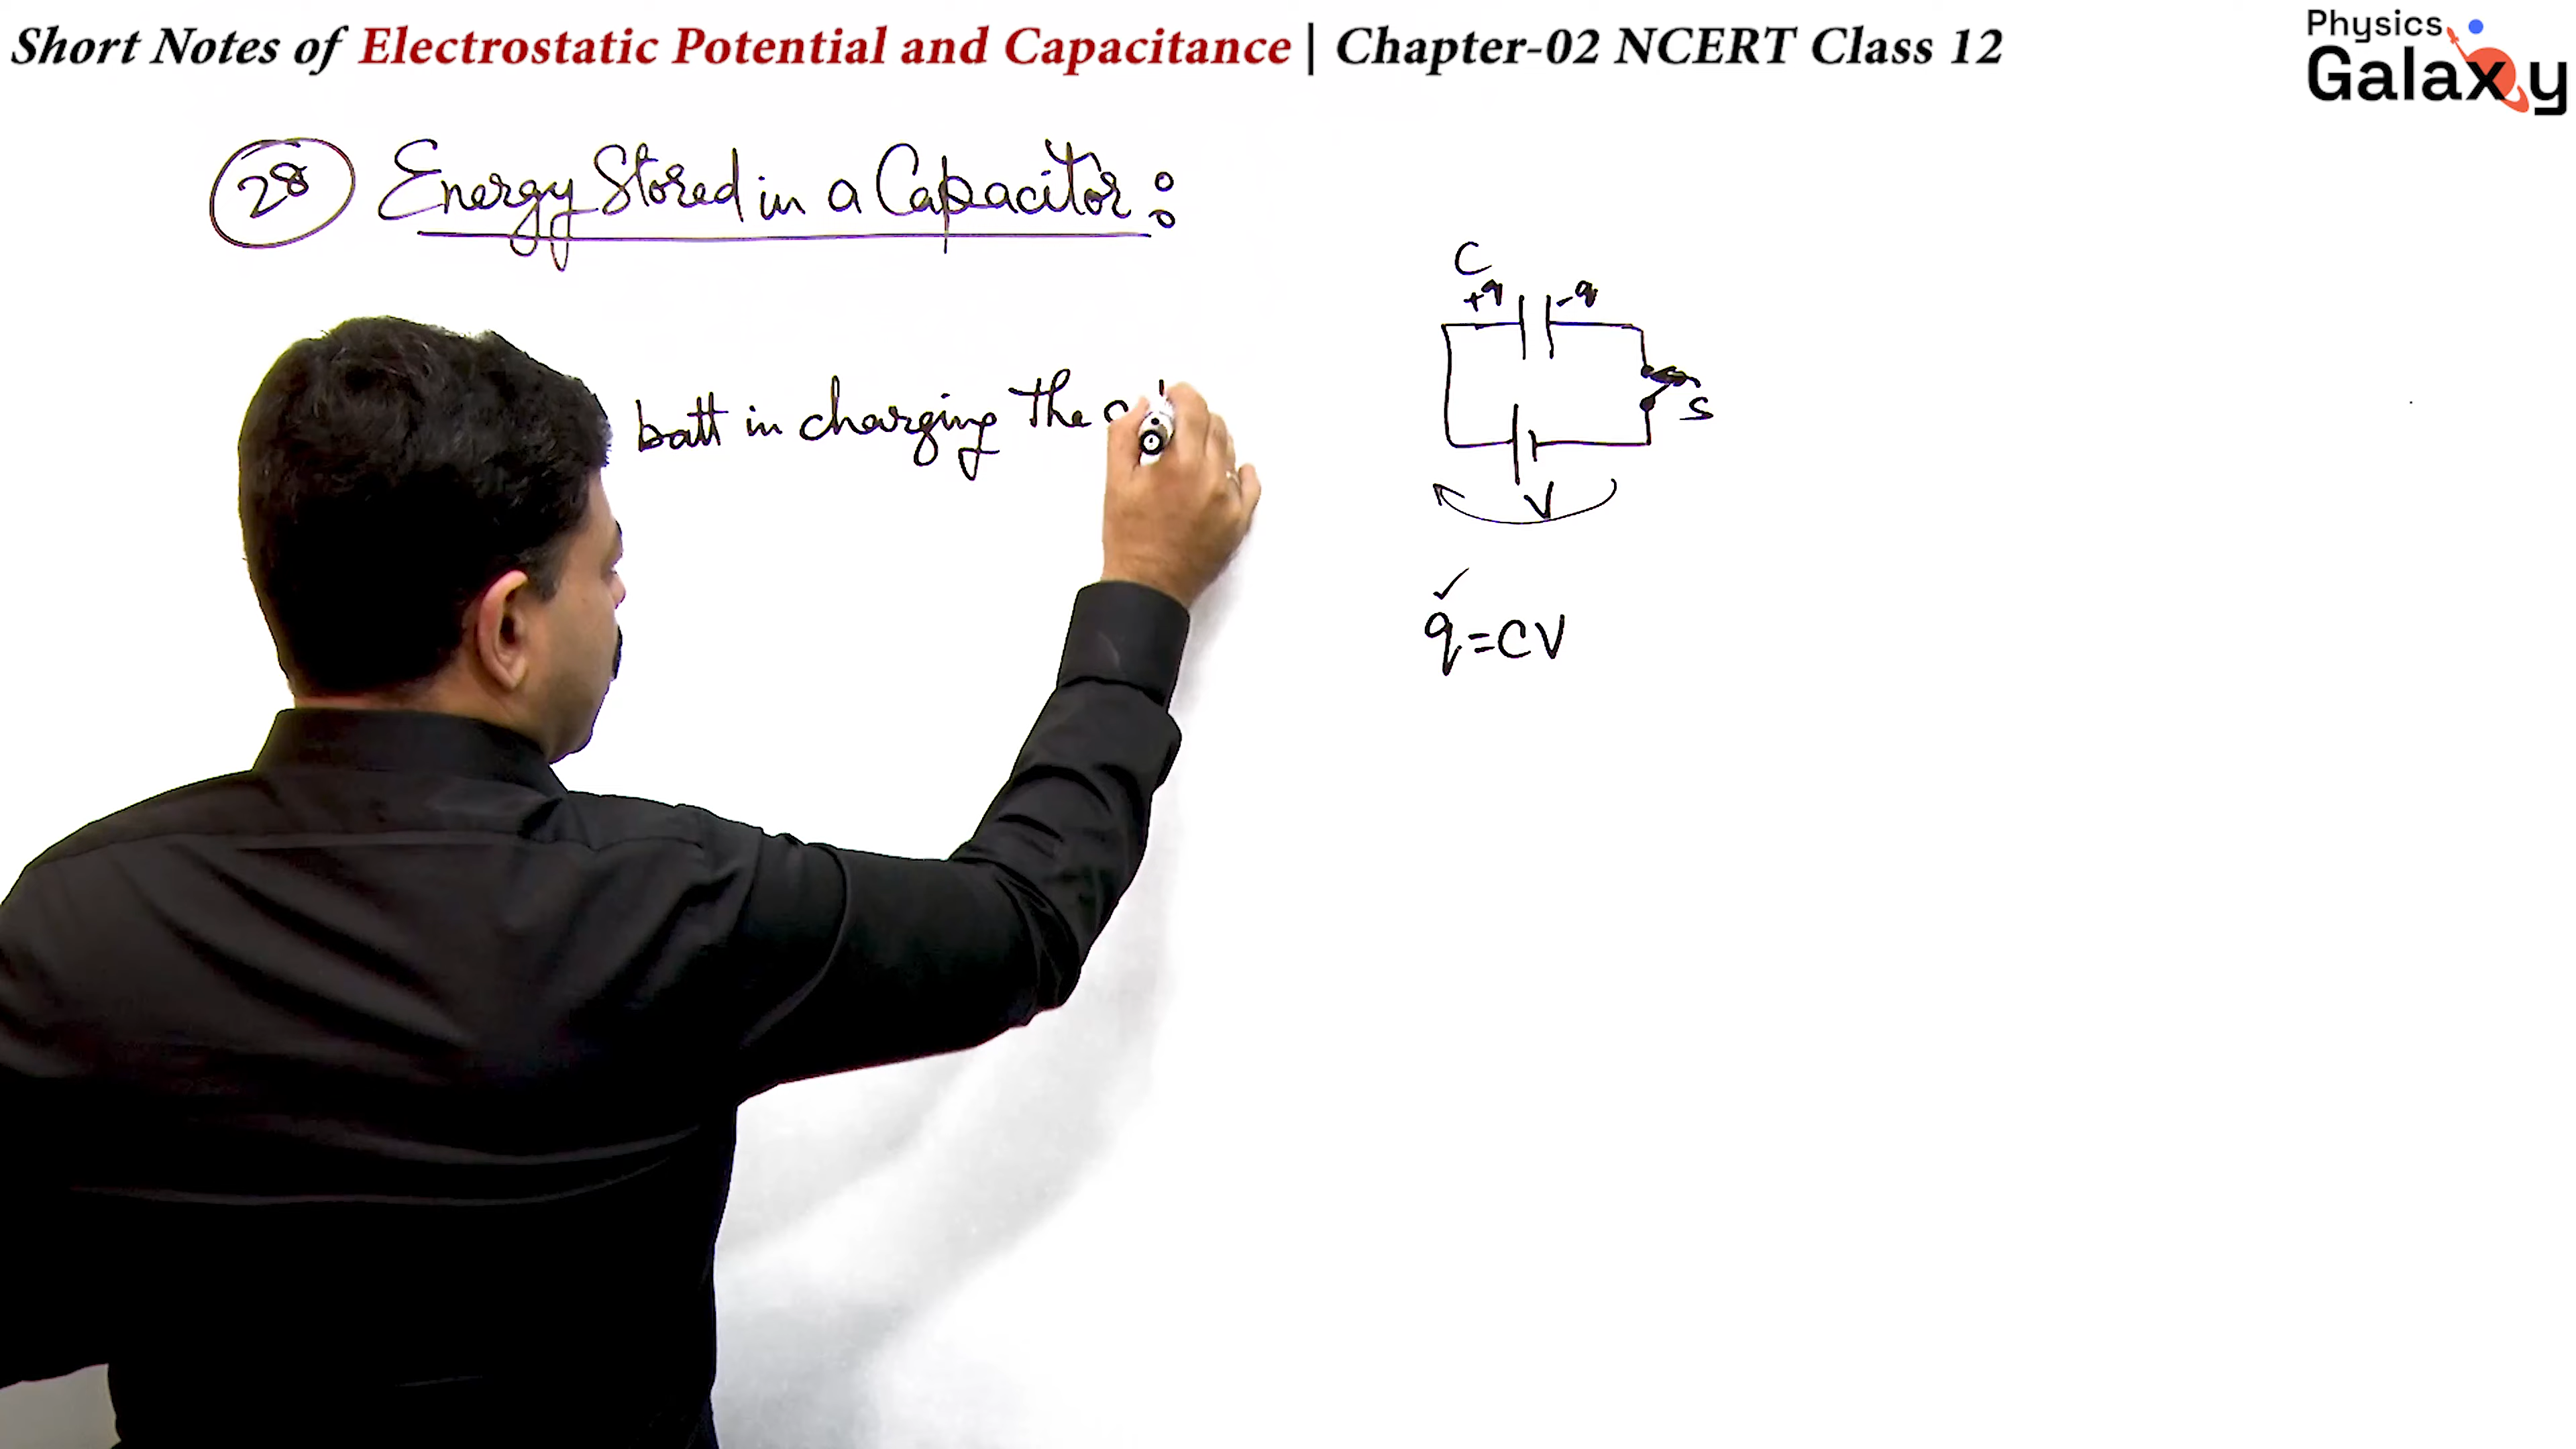 Short Notes of Electrostatic Potential and Capacitance | Chapter-02 NCERT Class 12
Physics
Galaxy
28 Energy Stored in a Capacitor :
C
+q -q
S
V
batt in charging the
q = CV